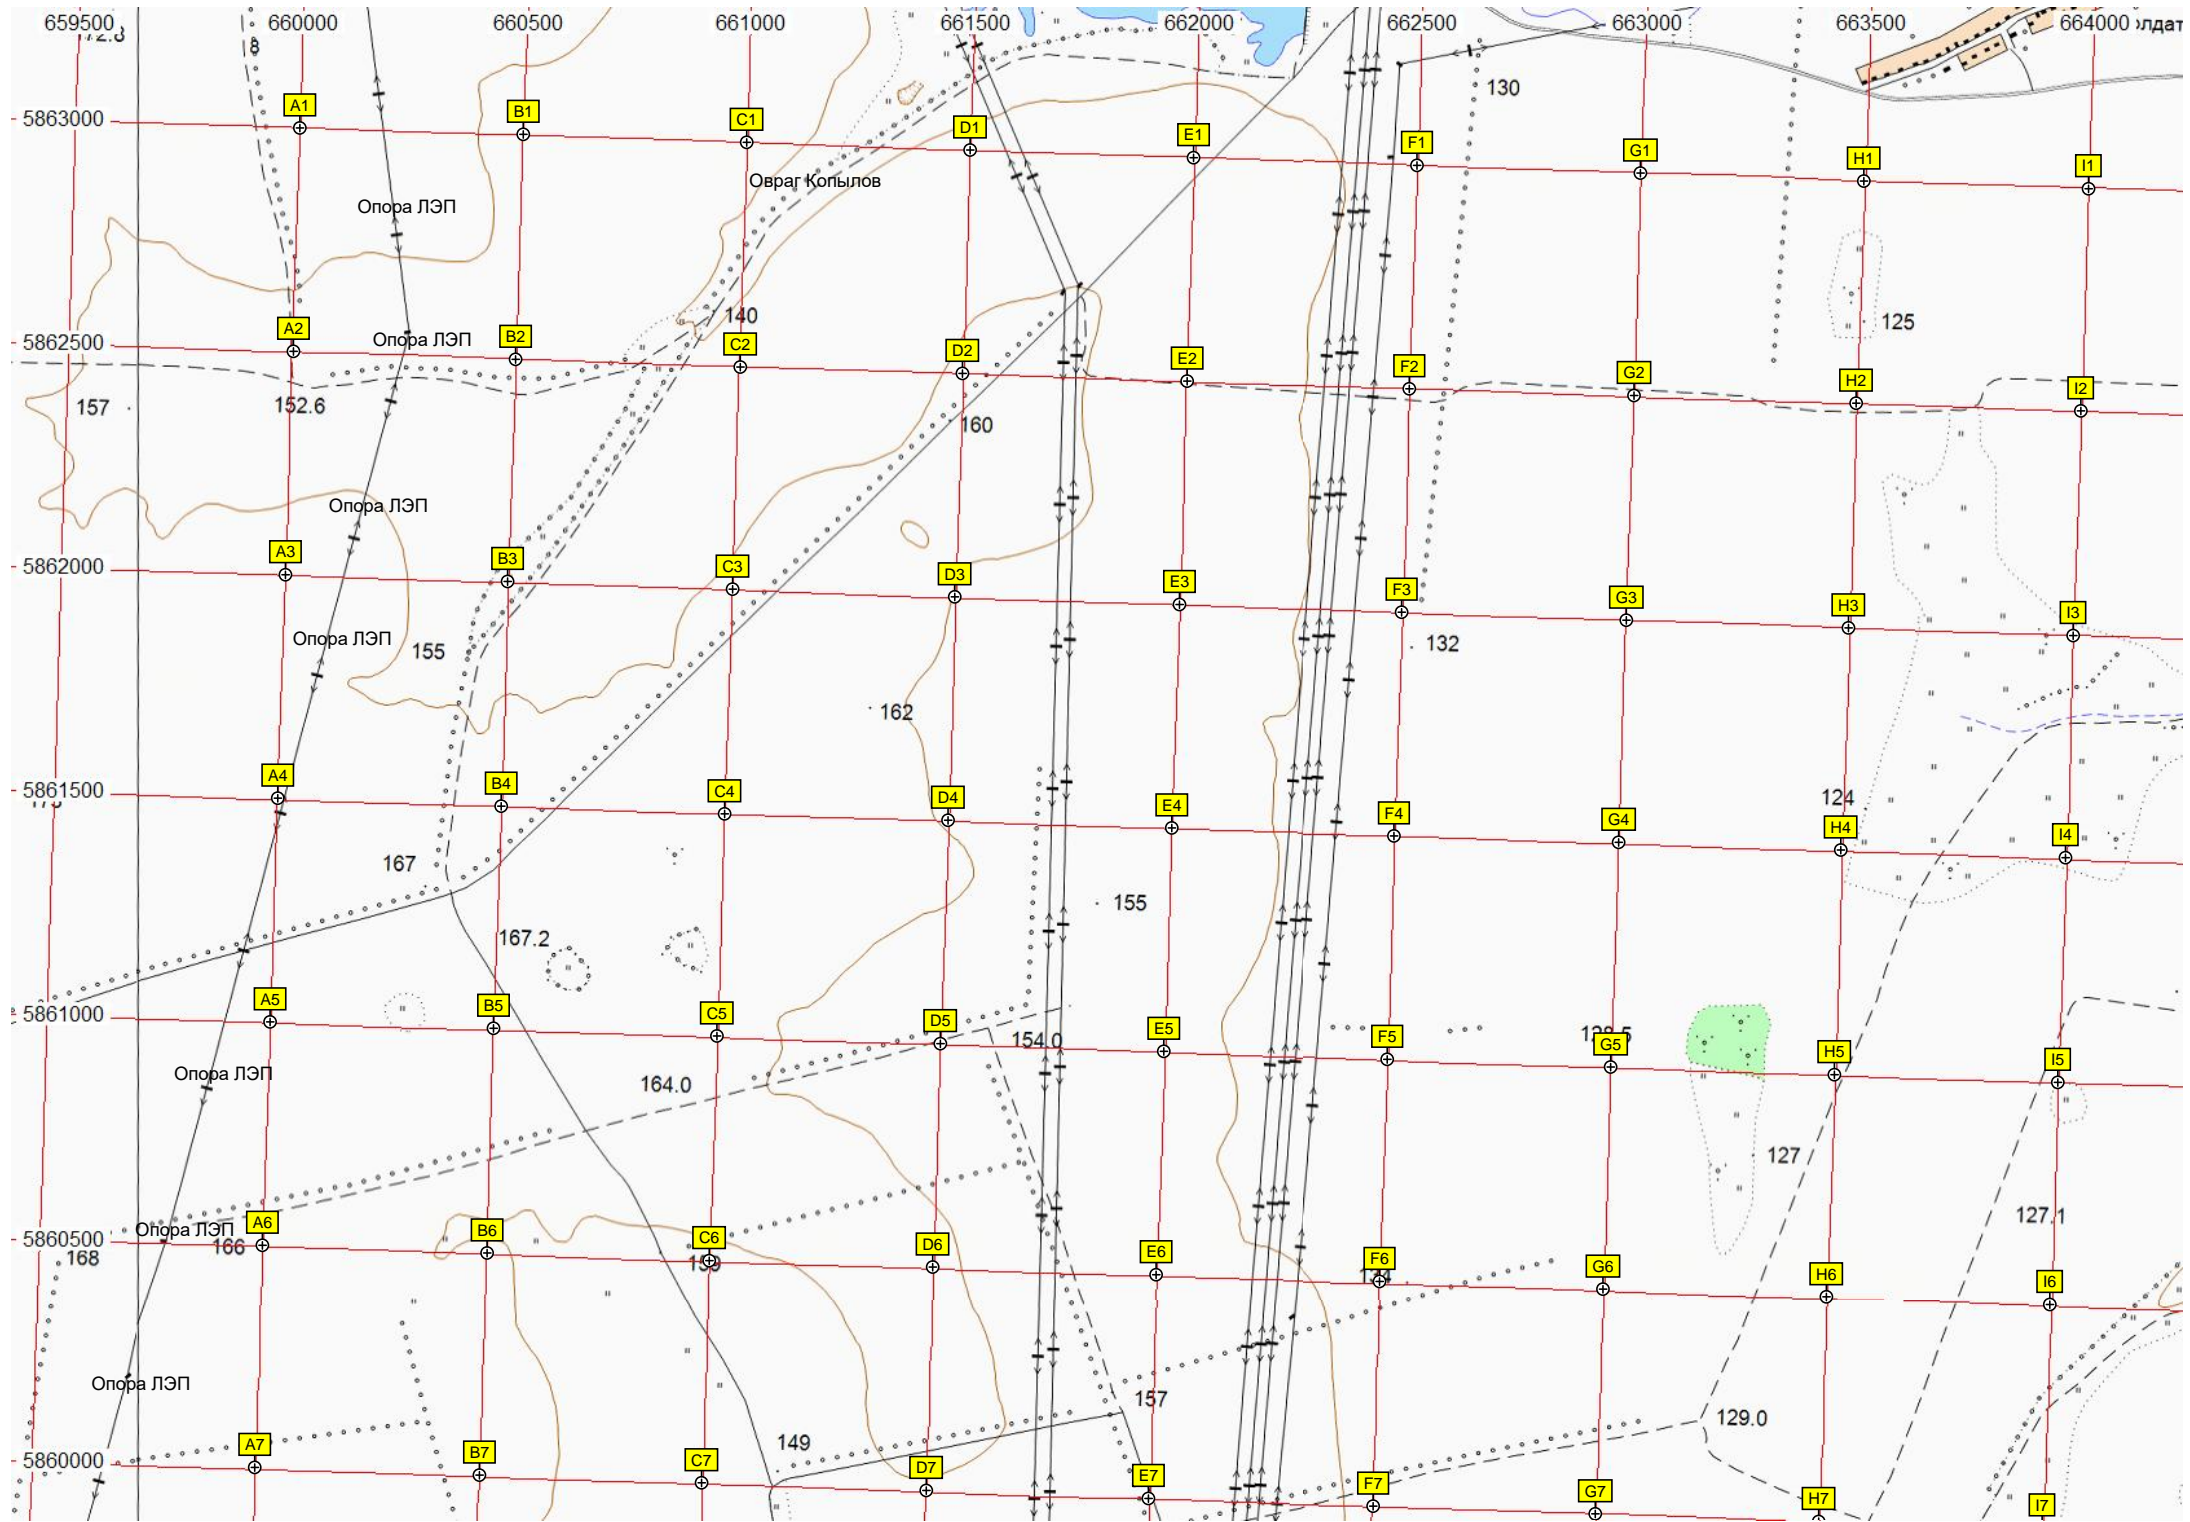 659500 660000 660500 661000 661500 662000 662500 663000 663500 664000
8
130
A1 B1 C1 D1 E1 F1 G1 H1 I1
5863000
Овраг Копылов
Опора ЛЭП
140
125
A2 B2 C2 D2 E2 F2 G2 H2 I2
5862500
Опора ЛЭП
157
152.6
160
Опора ЛЭП
A3 B3 C3 D3 E3 F3 G3 H3 I3
5862000
Опора ЛЭП
155
132
162
A4 B4 C4 D4 E4 F4 G4 H4 I4
5861500
124
167
155
167.2
A5 B5 C5 D5 E5 F5 G5 H5 I5
5861000
154.0
Опора ЛЭП
164.0
127
127.1
A6 B6 C6 D6 E6 F6 G6 H6 I6
Опора ЛЭП
5860500
168
166
Опора ЛЭП
157
129.0
149
A7 B7 C7 D7 E7 F7 G7 H7 I7
5860000